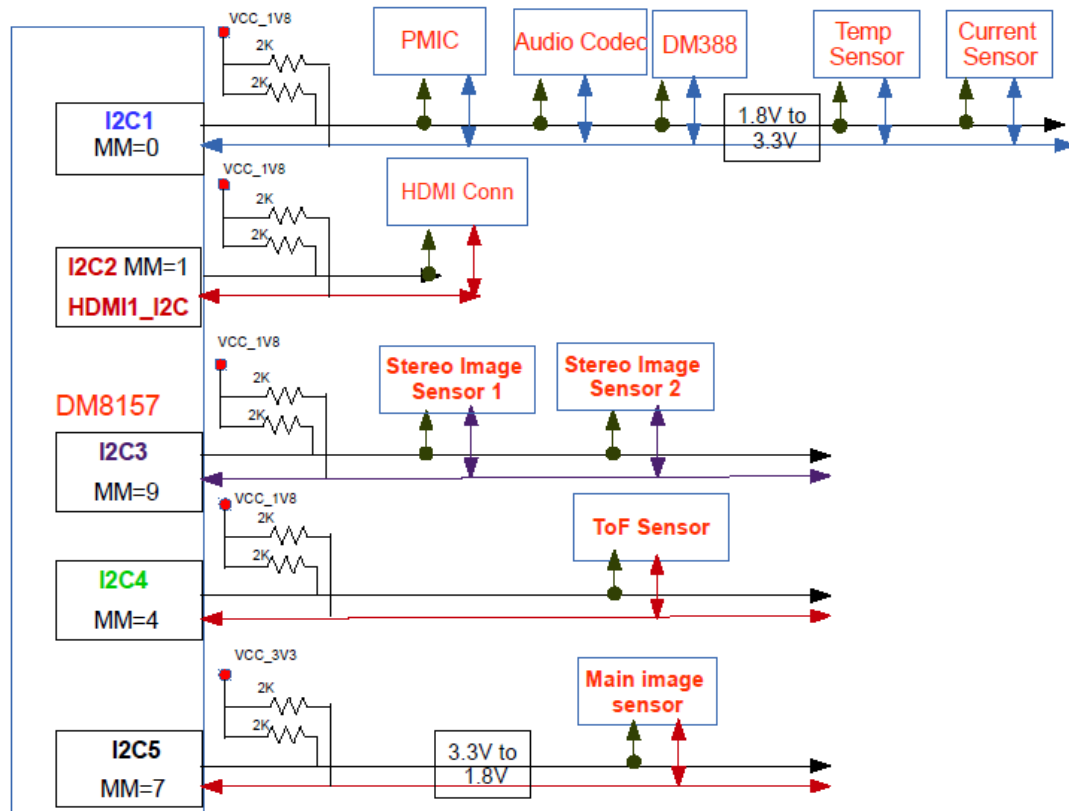 VCC_1V8
2K
2K
PMIC
Audio Codec
DM388
Temp
Sensor
Current
Sensor
I2C1
MM=0
1.8V to
3.3V
VCC_1V8
2K
2K
HDMI Conn
I2C2 MM=1
HDMI1_I2C
VCC_1V8
2K
2K
Stereo Image
Sensor 1
Stereo Image
Sensor 2
DM8157
I2C3
MM=9
VCC_1V8
2K
2K
ToF Sensor
I2C4
MM=4
VCC_3V3
2K
2K
Main image
sensor
I2C5
MM=7
3.3V to
1.8V